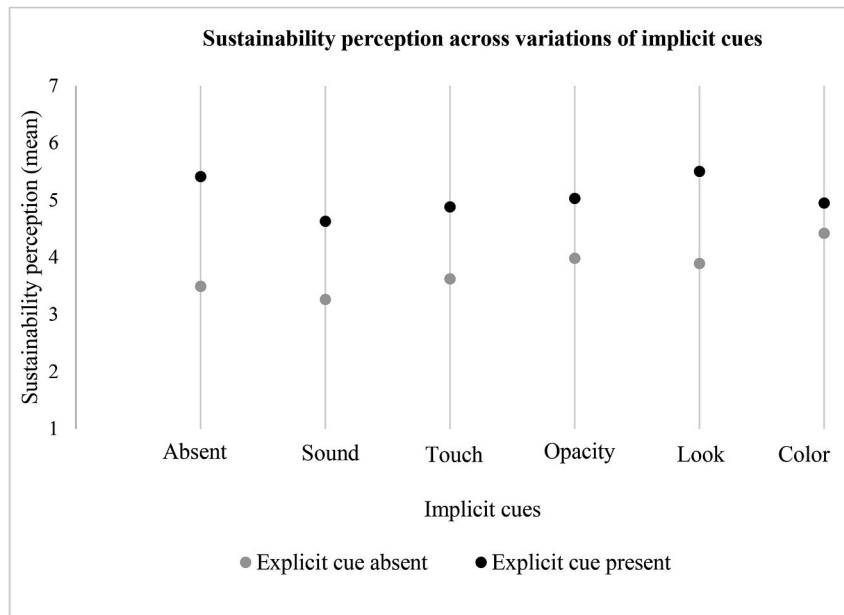 Sustainability perception across variations of implicit cues
Sustainability perception (mean)
7
6
5
4
3
2
1
Absent Sound Touch Opacity Look Color
Implicit cues
Explicit cue absent Explicit cue present